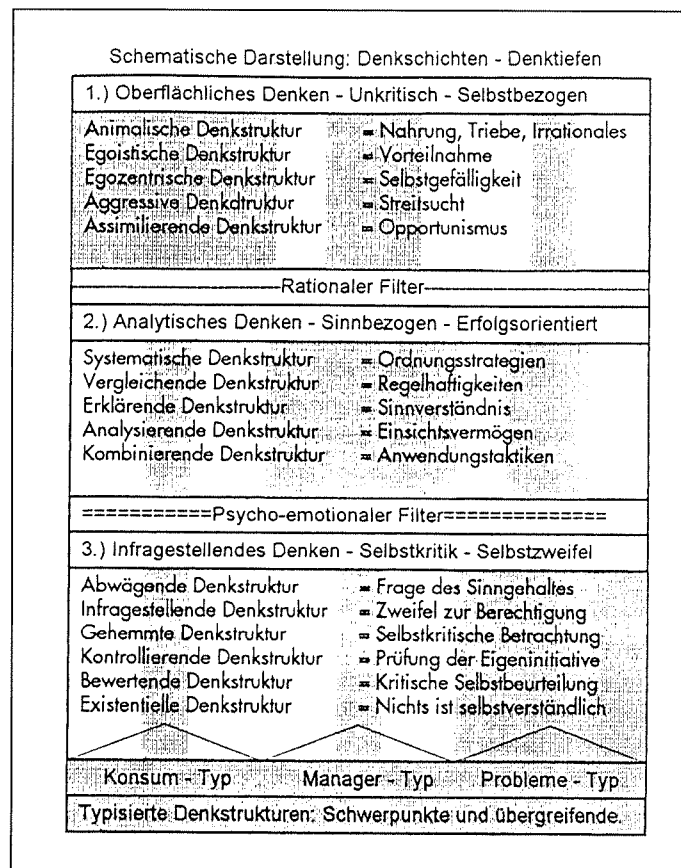 Schematische Darstellung: Denkschichten - Denktiefen
1.) Oberflächliches Denken - Unkritisch - Selbstbezogen
Animalische Denkstruktur = Nahrung, Triebe, Irrationales
Egoistische Denkstruktur = Vorteilnahme
Egozentrische Denkstruktur = Selbstgefälligkeit
Aggressive Denkdtruktur = Streitsucht
Assimilierende Denkstruktur = Opportunismus
Rationaler Filter
2.) Analytisches Denken - Sinnbezogen - Erfolgsorientiert
Systematische Denkstruktur = Ordnungsstrategien
Vergleichende Denkstruktur = Regelhaftigkeiten
Erklärende Denkstruktur = Sinnverständnis
Analysierende Denkstruktur = Einsichtsvermögen
Kombinierende Denkstruktur = Anwendungstaktiken
===========Psycho-emotionaler Filter==============
3.) Infragestellendes Denken - Selbstkritik - Selbstzweifel
Abwägende Denkstruktur = Frage des Sinngehaltes
Infragestellende Denkstruktur = Zweifel zur Berechtigung
Gehemmte Denkstruktur = Selbstkritische Betrachtung
Kontrollierende Denkstruktur = Prüfung der Eigeninitiative
Bewertende Denkstruktur = Kritische Selbstbeurteilung
Existentielle Denkstruktur = Nichts ist selbstverständlich
Konsum - Typ Manager - Typ Probleme - Typ
Typisierte Denkstrukturen: Schwerpunkte und übergreifende.